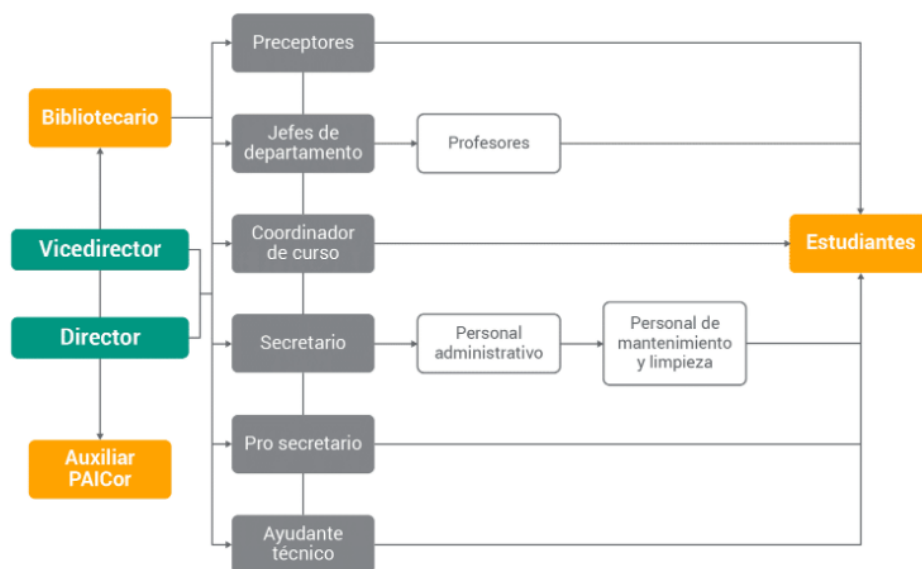 Preceptores
Bibliotecario
Jefes de
departamento
Profesores
Vicedirector
Coordinador
de curso
Estudiantes
Director
Secretario
Personal
administrativo
Personal de
mantenimiento
y limpieza
Auxiliar
PAICor
Pro secretario
Ayudante
técnico